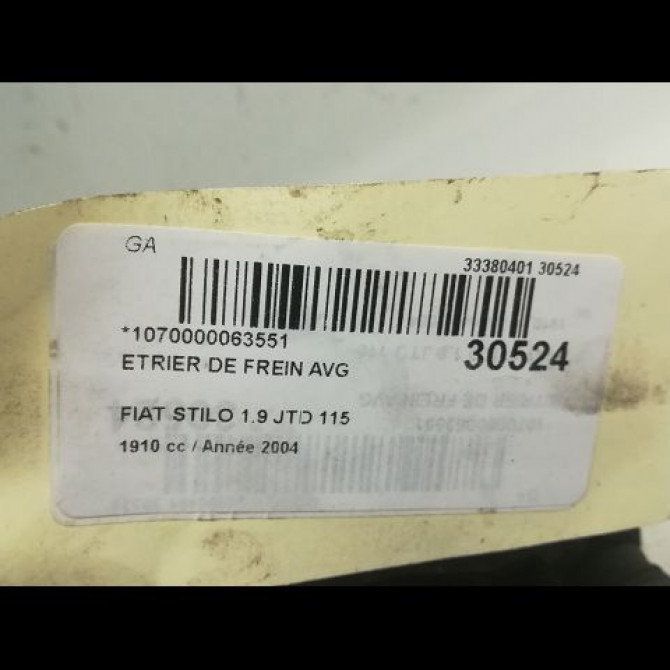 GA
33380401 30524
*1070000063551
30524
ETRIER DE FREIN AVG
FIAT STILO 1.9 JTD 115
1910 cc / Année 2004